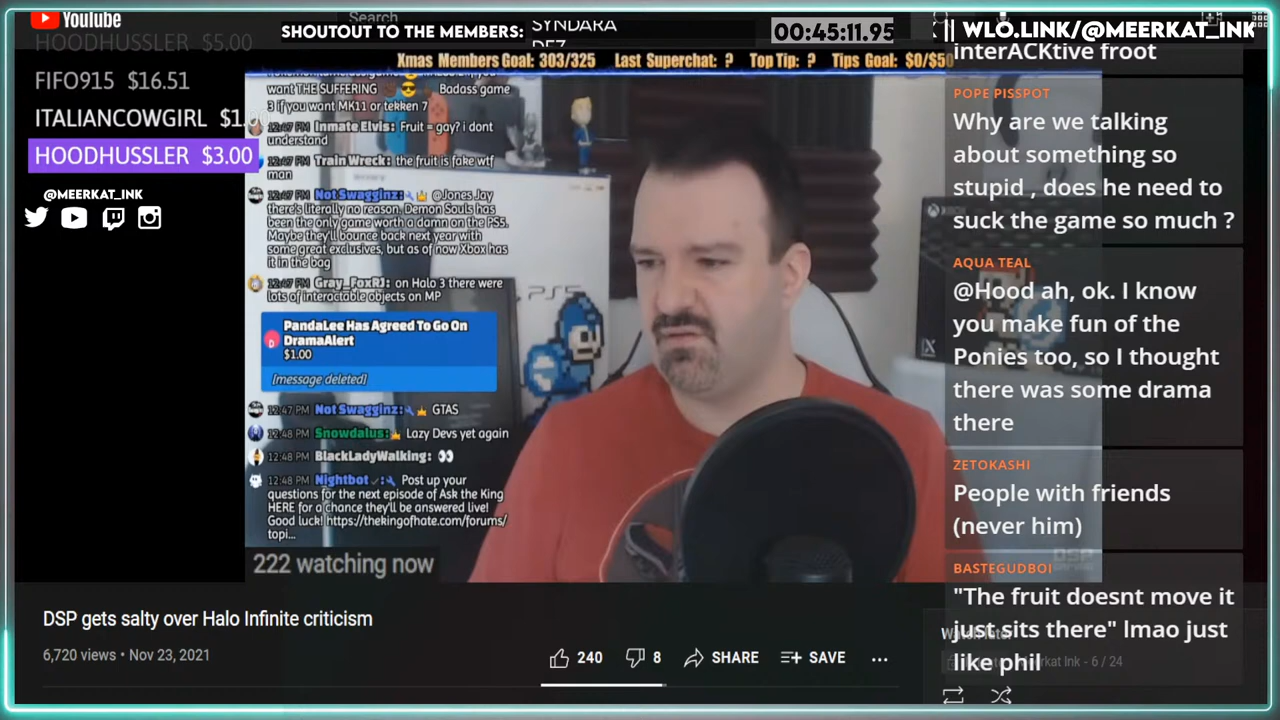 YouTube
Search
SHOUTOUT TO THE MEMBERS:
SYNDARA
DEZ
00:45:11.95
K || WLO.LINK/@MEERKAT_INK
HOODHUSSLER $5.00
FIFO915 $16.51
ITALIANCOWGIRL $1.00
HOODHUSSLER $3.00
@MEERKAT_INK
Xmas Members Goal: 303/325 Last Superchat: ? Top Tip: ? Tips Goal: $0/$50
want THE SUFFERING Badass game
3 if you want MK11 or tekken 7
12:47 PM Inmate Elvis: Fruit = gay? i dont
understand
12:47 PM Train Wreck: the fruit is fake wtf
man
12:47 PM Not Swagginz: @Jones Jay
there's literally no reason. Demon Souls has
been the only game worth a damn on the PS5.
Maybe they'll bounce back next year with
some great exclusives, but as of now Xbox has
it in the bag
12:47 PM Gray_FoxRJ: on Halo 3 there were
lots of interactable objects on MP
PandaLee Has Agreed To Go On
DramaAlert
$1.00
[message deleted]
12:47 PM Not Swagginz: GTAS
12:48 PM Snowdalus: Lazy Devs yet again
12:48 PM BlackLadyWalking:
12:48 PM Nightbot: Post up your
questions for the next episode of Ask the King
HERE for a chance they'll be answered live!
Good luck! https://thekingofhate.com/forums/
topi...
222 watching now
PS5
XBOX
DSP
GAMING
interACKtive froot
POPE PISSPOT
Why are we talking
about something so
stupid , does he need to
suck the game so much ?
AQUA TEAL
@Hood ah, ok. I know
you make fun of the
Ponies too, so I thought
there was some drama
there
ZETOKASHI
People with friends
(never him)
BASTEGUDBOI
"The fruit doesnt move it
just sits there" lmao just
like phil
6 / 24
DSP gets salty over Halo Infinite criticism
6,720 views • Nov 23, 2021
240
8
SHARE
SAVE